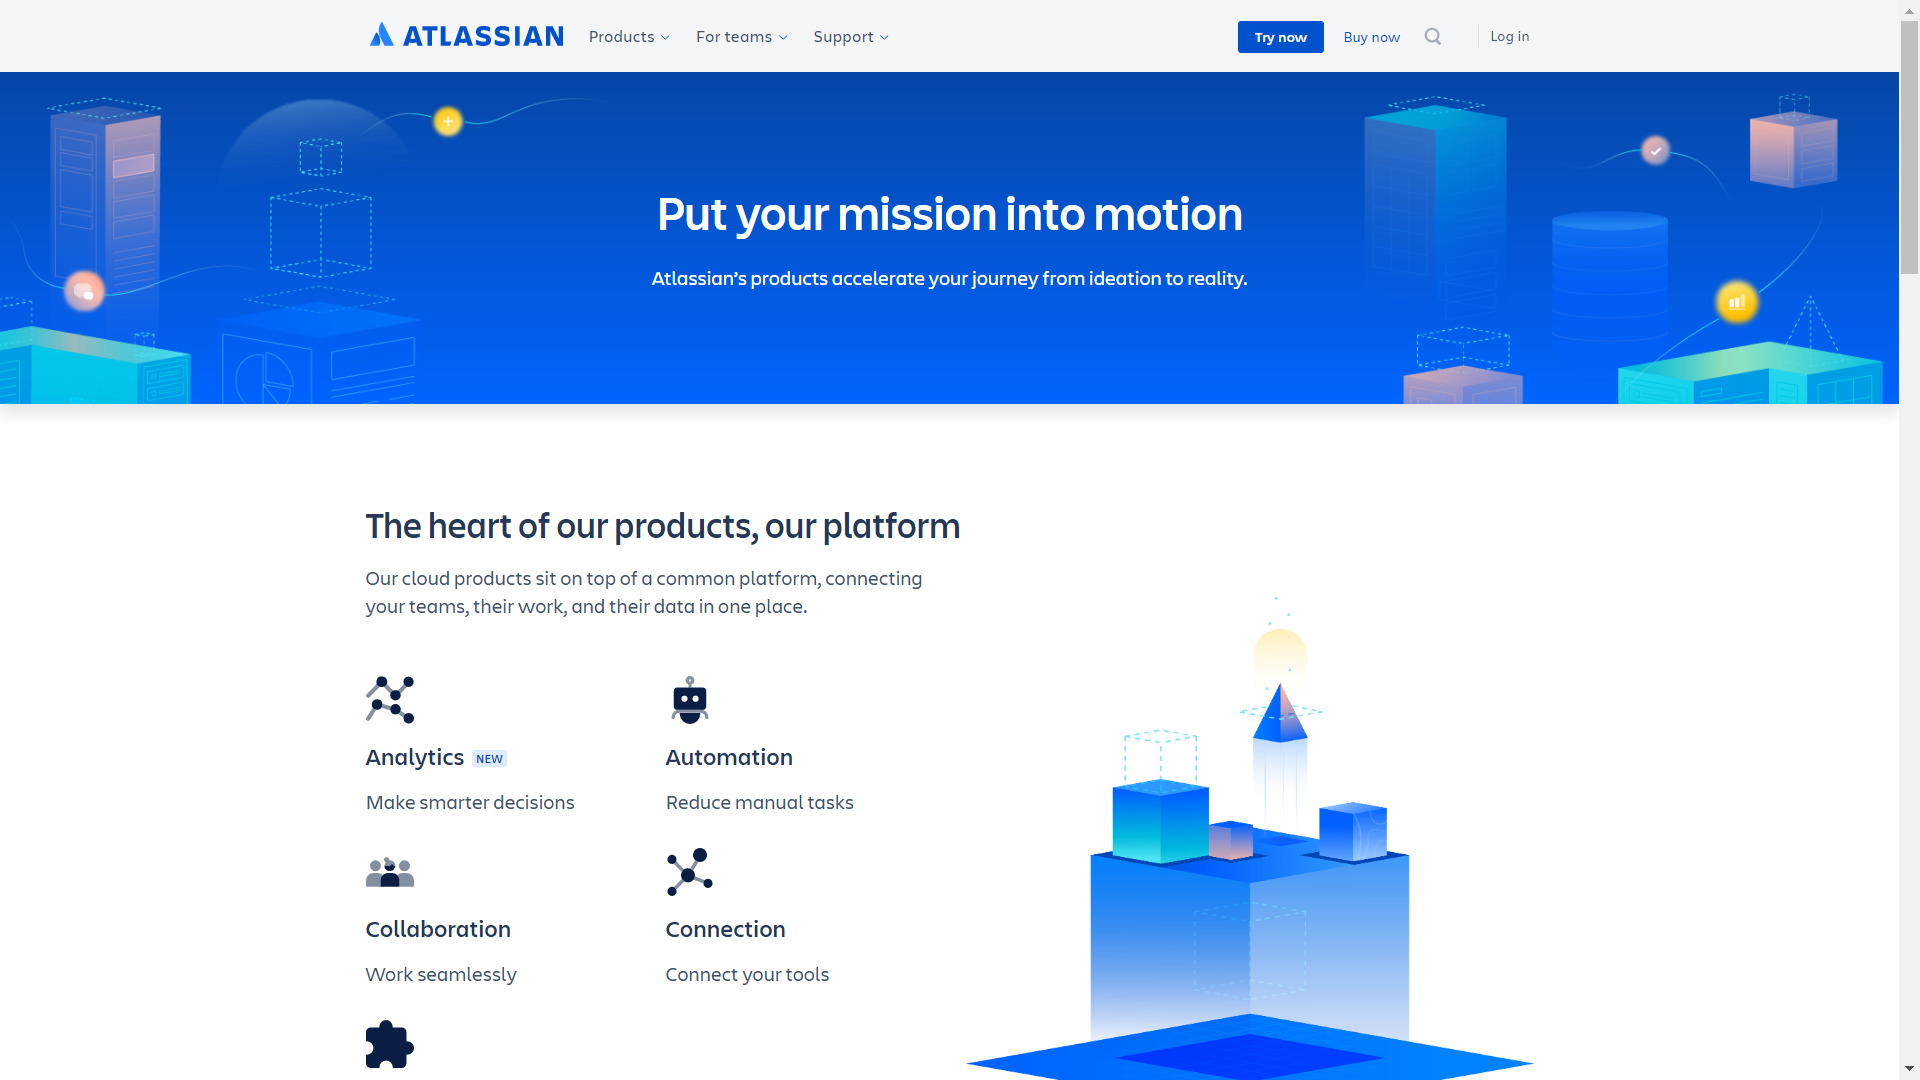 ATLASSIAN
Products
For teams
Support
Try now
Buy now
Log in
Put your mission into motion
Atlassian’s products accelerate your journey from ideation to reality.
The heart of our products, our platform
Our cloud products sit on top of a common platform, connecting
your teams, their work, and their data in one place.
Analytics NEW
Make smarter decisions
Automation
Reduce manual tasks
Collaboration
Work seamlessly
Connection
Connect your tools